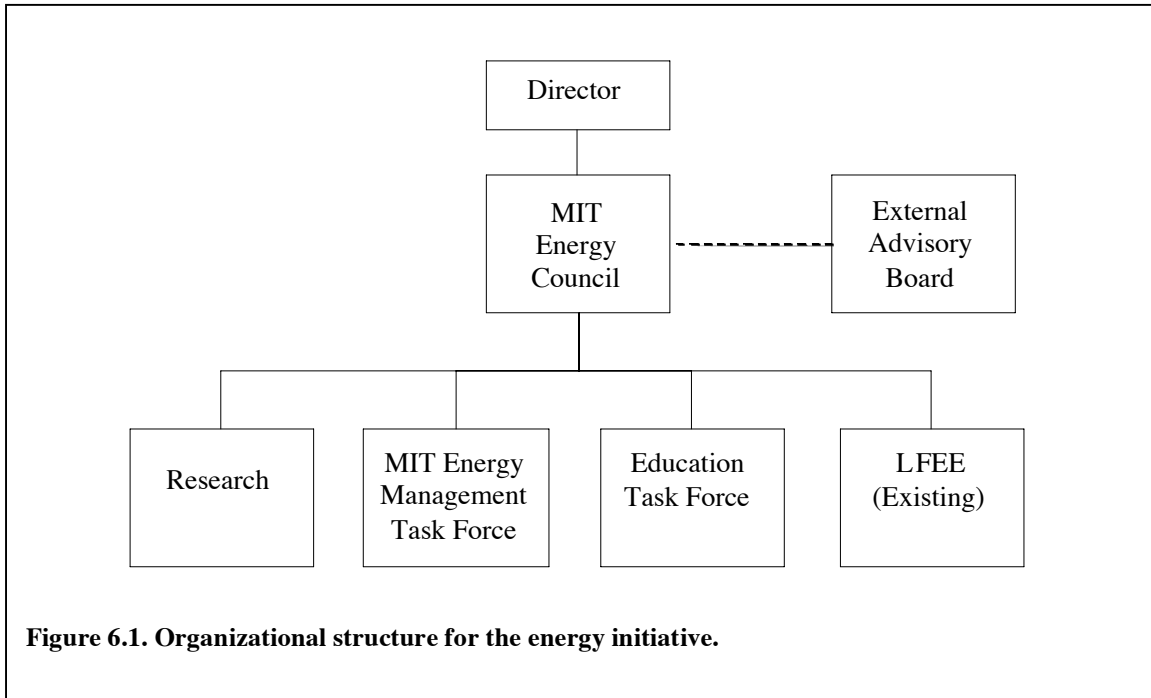 Director
MIT
Energy
Council
External
Advisory
Board
Research
MIT Energy
Management
Task Force
Education
Task Force
LFEE
(Existing)
Figure 6.1. Organizational structure for the energy initiative.